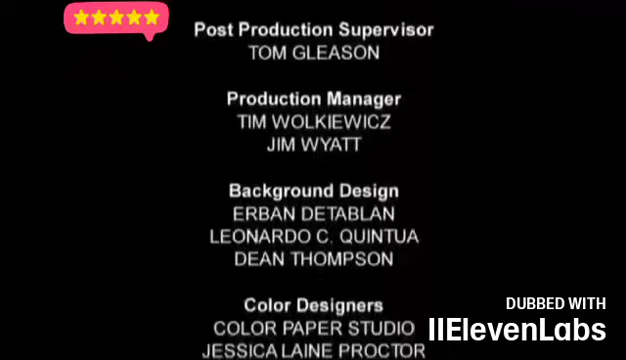 Post Production Supervisor
TOM GLEASON
Production Manager
TIM WOLKIEWICZ
JIM WYATT
Background Design
ERBAN DETABLAN
LEONARDO C. QUINTUA
DEAN THOMPSON
Color Designers
COLOR PAPER STUDIO
JESSICA LAINE PROCTOR
DUBBED WITH
IIElevenLabs